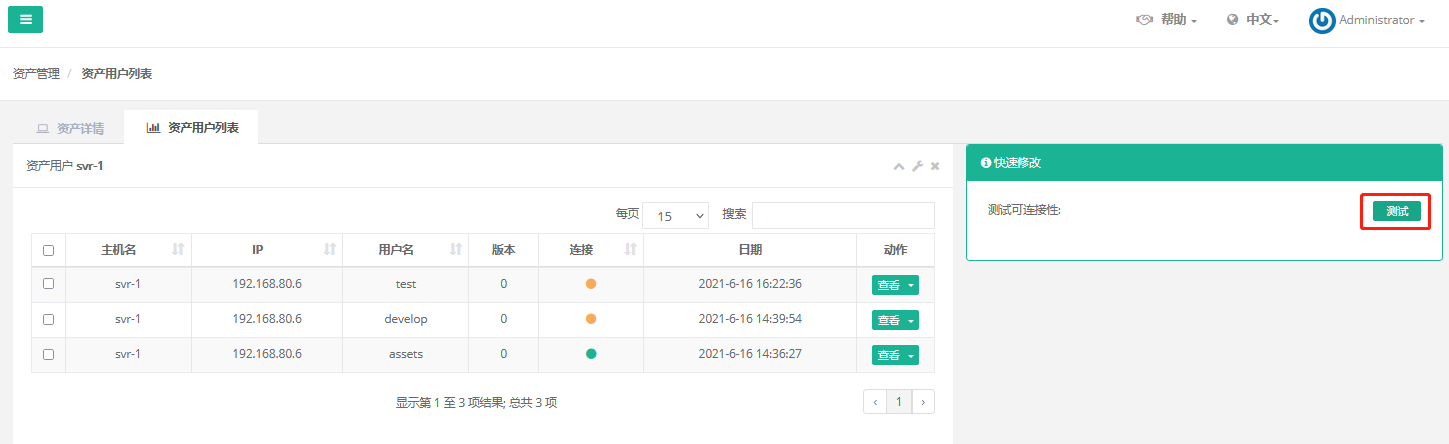 帮助 中文 Administrator
资产管理 / 资产用户列表
资产详情 资产用户列表
资产用户 svr-1
快速修改
测试可连接性: 测试
每页 15 搜索
主机名 IP 用户名 版本 连接 日期 动作
svr-1 192.168.80.6 test 0 2021-6-16 16:22:36 查看
svr-1 192.168.80.6 develop 0 2021-6-16 14:39:54 查看
svr-1 192.168.80.6 assets 0 2021-6-16 14:36:27 查看
显示第 1 至 3 项结果; 总共 3 项
‹ 1 ›